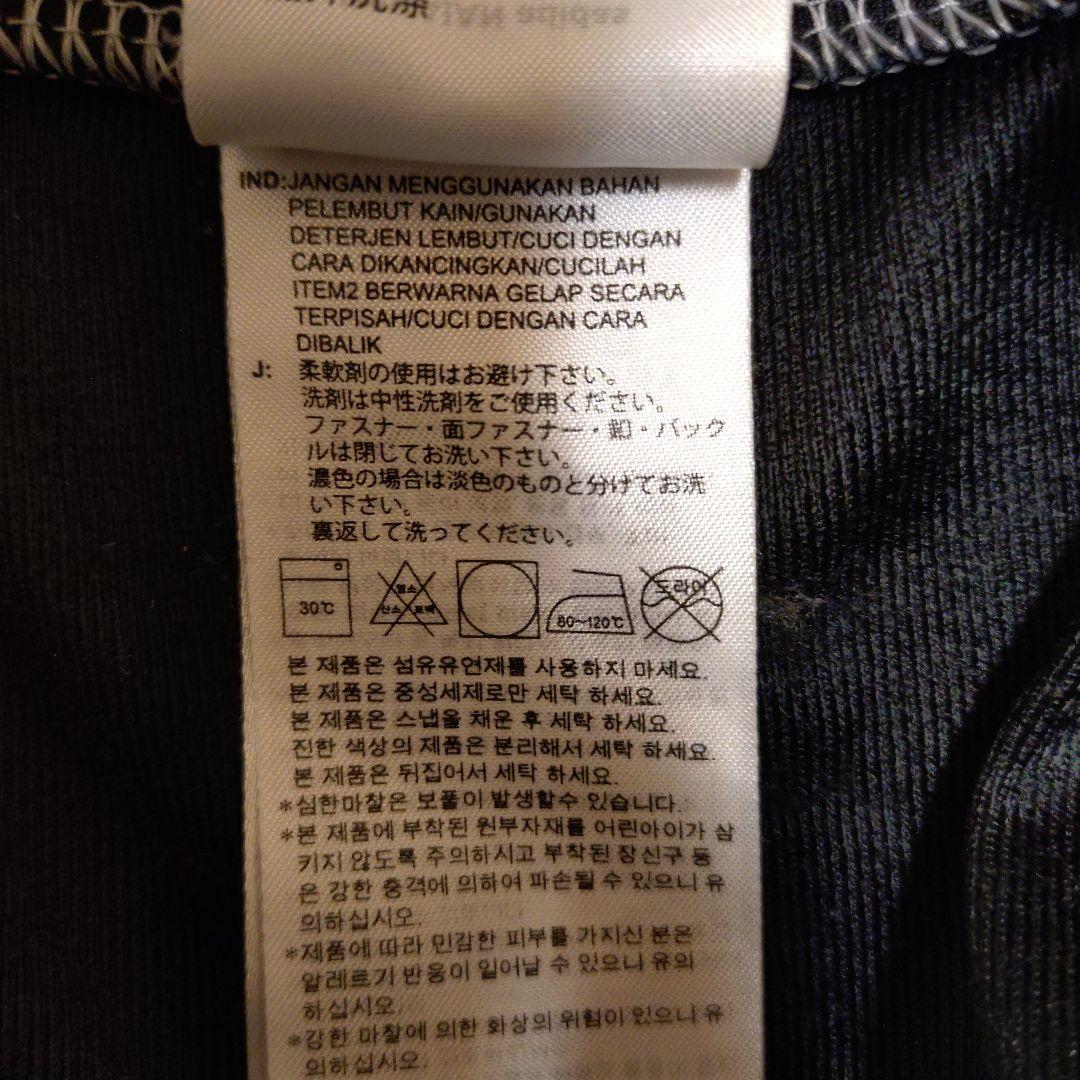 adidas
IND:JANGAN MENGGUNAKAN BAHAN
PELEMBUT KAIN/GUNAKAN
DETERJEN LEMBUT/CUCI DENGAN
CARA DIKANCINGKAN/CUCILAH
ITEM2 BERWARNA GELAP SECARA
TERPISAH/CUCI DENGAN CARA
DIBALIK
J: 柔軟剤の使用はお避け下さい。
洗剤は中性洗剤をご使用ください。
ファスナー・面ファスナー・釦・バック
ルは閉じてお洗い下さい。
濃色の場合は淡色のものと分けてお洗
い下さい。
裏返して洗ってください。
30℃ 염소 산소 표백 80~120℃ 드라이
본 제품은 섬유유연제를 사용하지 마세요.
본 제품은 중성세제로만 세탁 하세요.
본 제품은 스냅을 채운 후 세탁 하세요.
진한 색상의 제품은 분리해서 세탁 하세요.
본 제품은 뒤집어서 세탁 하세요.
*심한마찰은 보풀이 발생할수 있습니다.
*본 제품에 부착된 원부자재를 어린아이가 삼
키지 않도록 주의하시고 부착된 장신구 등
은 강한 충격에 의하여 파손될 수 있으니 유
의하십시오.
*제품에 따라 민감한 피부를 가지신 분은
알레르기 반응이 일어날 수 있으니 유의
하십시오.
*강한 마찰에 의한 화상의 위험이 있으니 유
의하십시오.